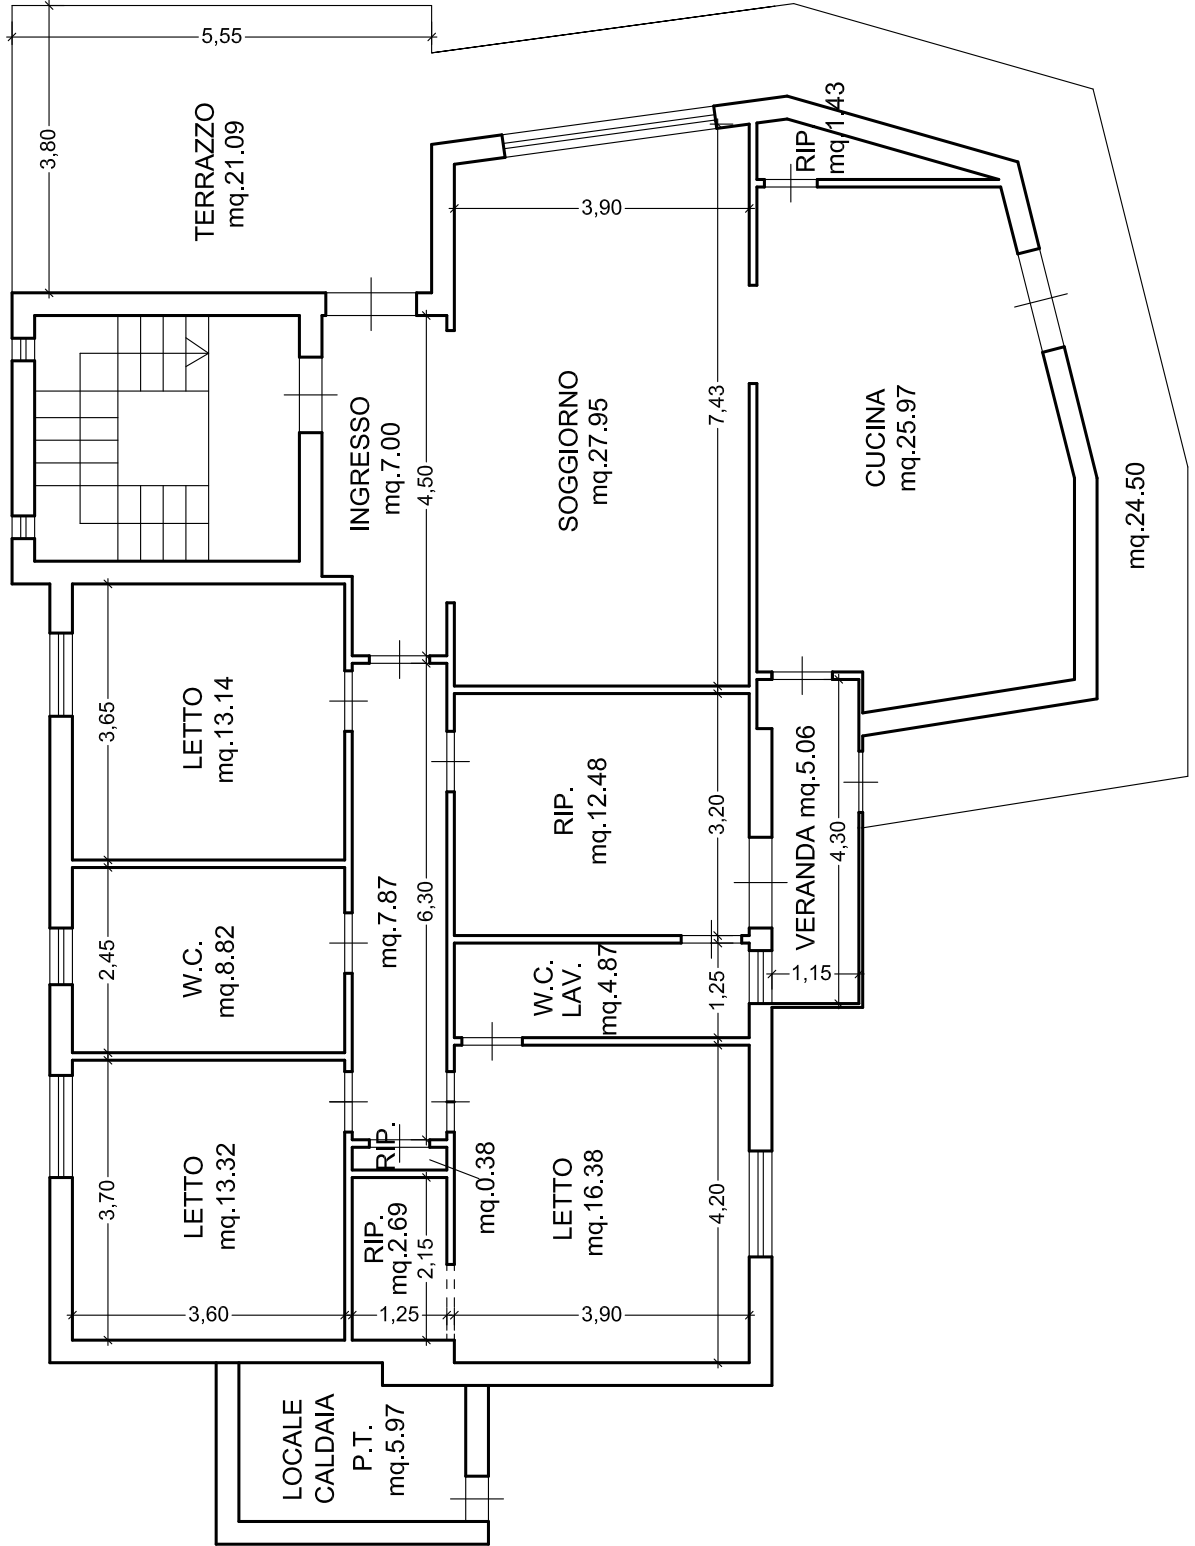 5,55
3,80
TERRAZZO
mq.21.09
RIP
mq.1.43
3,90
INGRESSO
mq.7.00
4,50
SOGGIORNO
mq.27.95
7,43
CUCINA
mq.25.97
mq.24.50
LETTO
mq.13.14
3,65
RIP.
mq.12.48
3,20
VERANDA mq.5.06
4,30
W.C.
mq.8.82
2,45
mq.7.87
6,30
W.C.
LAV.
mq.4.87
1,25
1,15
LETTO
mq.13.32
3,70
RIP.
mq.0.38
RIP.
mq.2.69
2,15
LETTO
mq.16.38
4,20
3,60
1,25
3,90
LOCALE
CALDAIA
P.T.
mq.5.97